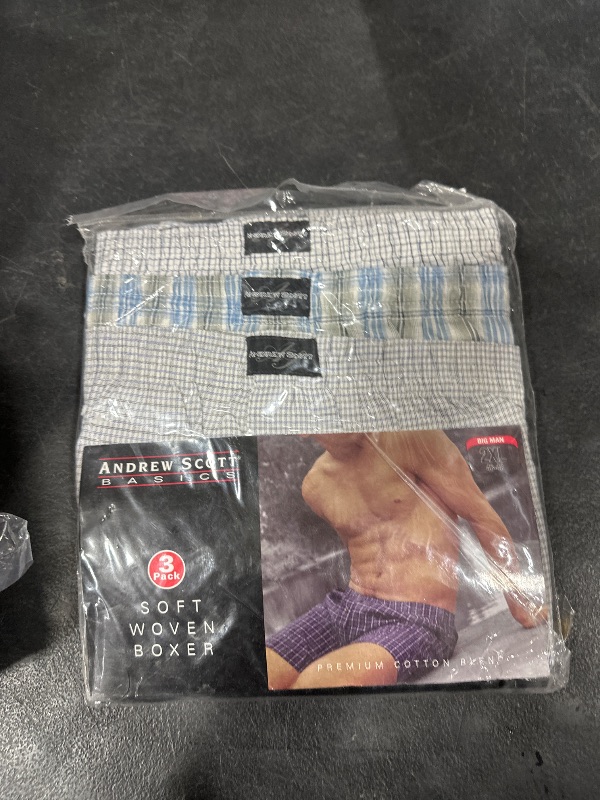 ANDREW SCOTT
ANDREW SCOTT
ANDREW SCOTT
ANDREW SCOTT
BASICS
BIG MAN
2XL
3
Pack
SOFT
WOVEN
BOXER
PREMIUM COTTON BLEND